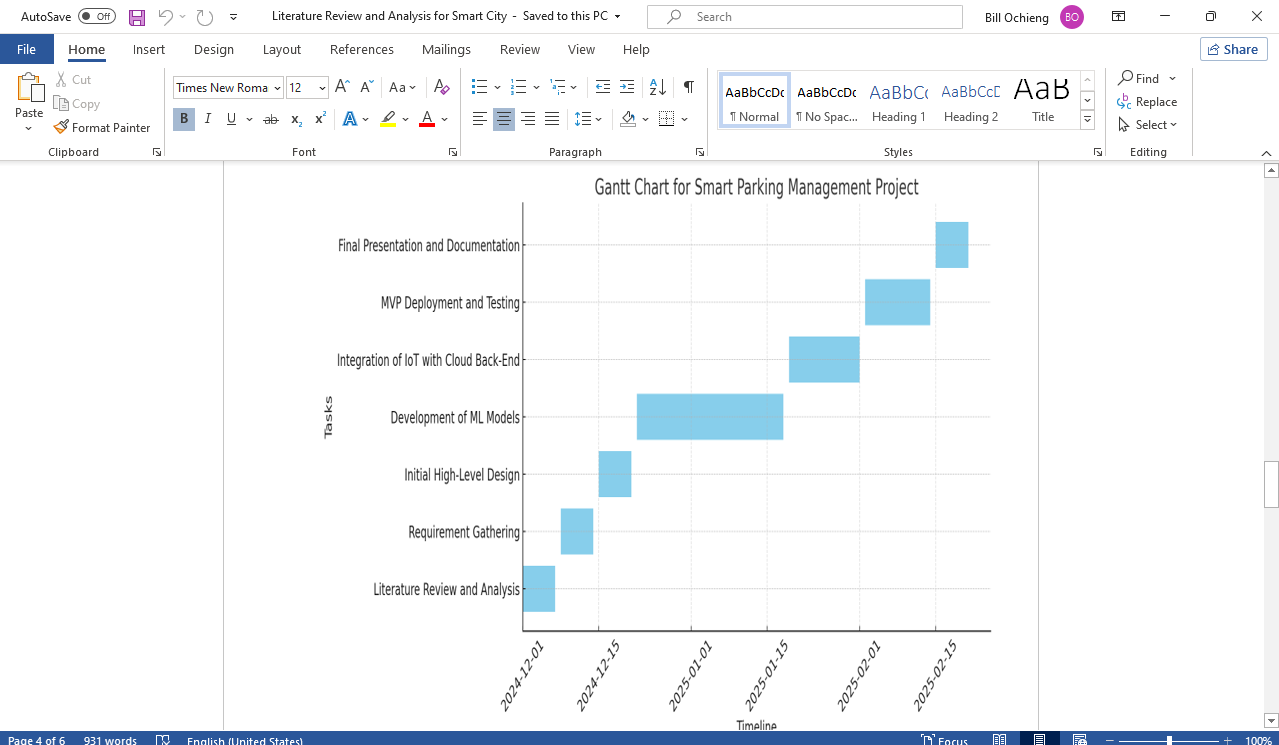 AutoSave Off Literature Review and Analysis for Smart City - Saved to this PC Search Bill Ochieng BO
File Home Insert Design Layout References Mailings Review View Help Share
Paste Cut Copy Format Painter
Clipboard
Times New Roma 12 Aa
B I U ab x₂ x² A A
Font
Paragraph
AaBbCcDc AaBbCcDc AaBbCc AaBbCcD AaB
¶ Normal ¶ No Spac... Heading 1 Heading 2 Title
Styles
Find
Replace
Select
Editing
Gantt Chart for Smart Parking Management Project
Final Presentation and Documentation
MVP Deployment and Testing
Integration of IoT with Cloud Back-End
Development of ML Models
Initial High-Level Design
Requirement Gathering
Literature Review and Analysis
Tasks
2024-12-01 2024-12-15 2025-01-01 2025-01-15 2025-02-01 2025-02-15
Timeline
Page 4 of 6 931 words English (United States) Focus 100%